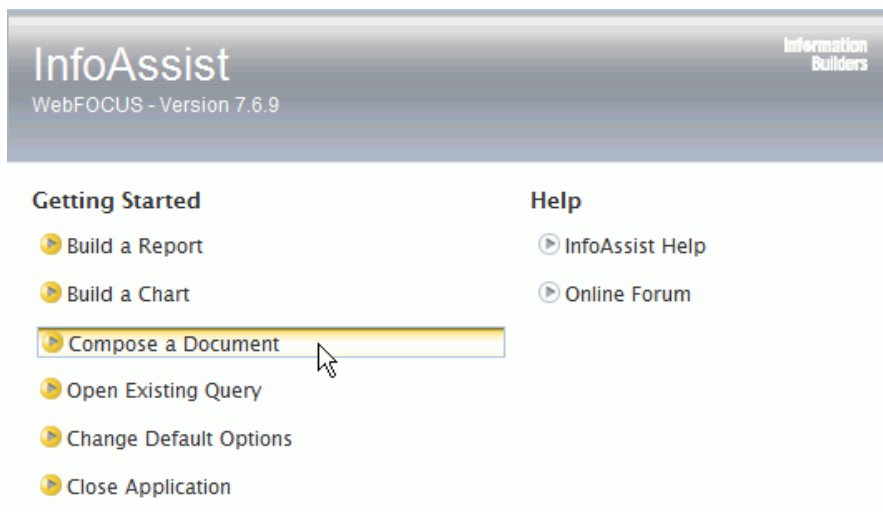 InfoAssist
WebFOCUS - Version 7.6.9
Information
Builders
Getting Started
Build a Report
Build a Chart
Compose a Document
Open Existing Query
Change Default Options
Close Application
Help
InfoAssist Help
Online Forum